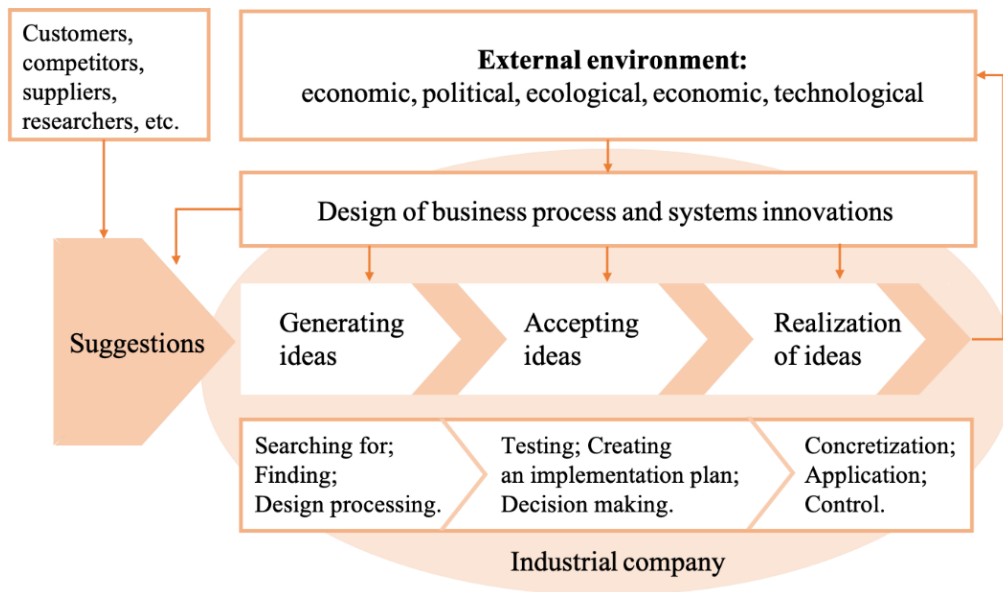 Customers,
competitors,
suppliers,
researchers, etc.
External environment:
economic, political, ecological, economic, technological
Design of business process and systems innovations
Suggestions
Generating
ideas
Accepting
ideas
Realization
of ideas
Searching for;
Finding;
Design processing.
Testing; Creating
an implementation plan;
Decision making.
Concretization;
Application;
Control.
Industrial company